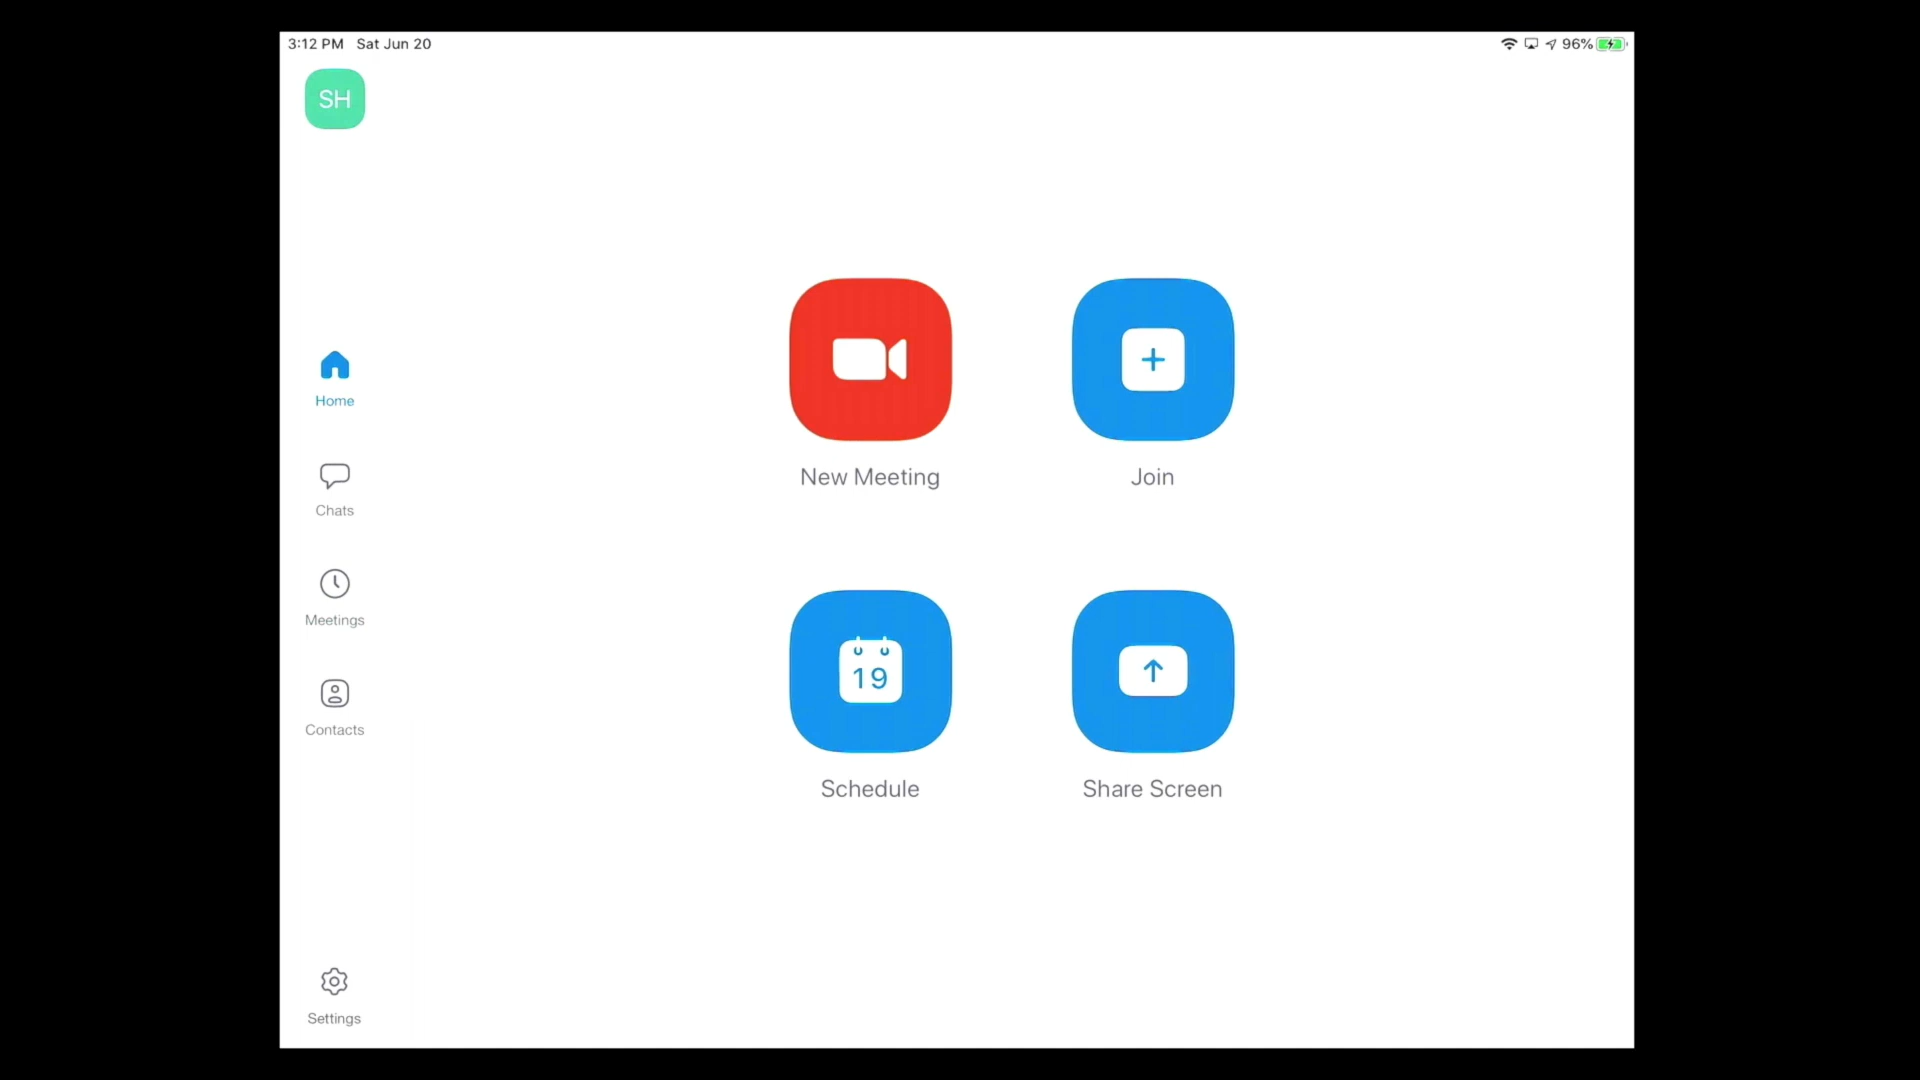 3:12 PM Sat Jun 20
96%
SH
Home
Chats
Meetings
Contacts
Settings
New Meeting
Join
19
Schedule
Share Screen